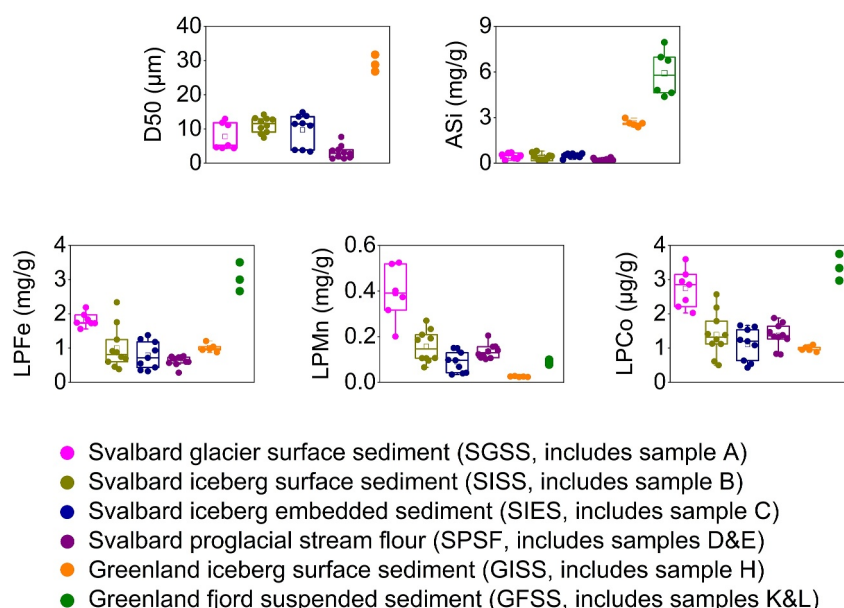 40
30
20
10
0
D50 (µm)
9
6
3
0
ASi (mg/g)
4
3
2
1
0
LPFe (mg/g)
0.6
0.4
0.2
0.0
LPMn (mg/g)
4
3
2
1
0
LPCo (µg/g)
Svalbard glacier surface sediment (SGSS, includes sample A)
Svalbard iceberg surface sediment (SISS, includes sample B)
Svalbard iceberg embedded sediment (SIES, includes sample C)
Svalbard proglacial stream flour (SPSF, includes samples D&E)
Greenland iceberg surface sediment (GISS, includes sample H)
Greenland fjord suspended sediment (GFSS, includes samples K&L)